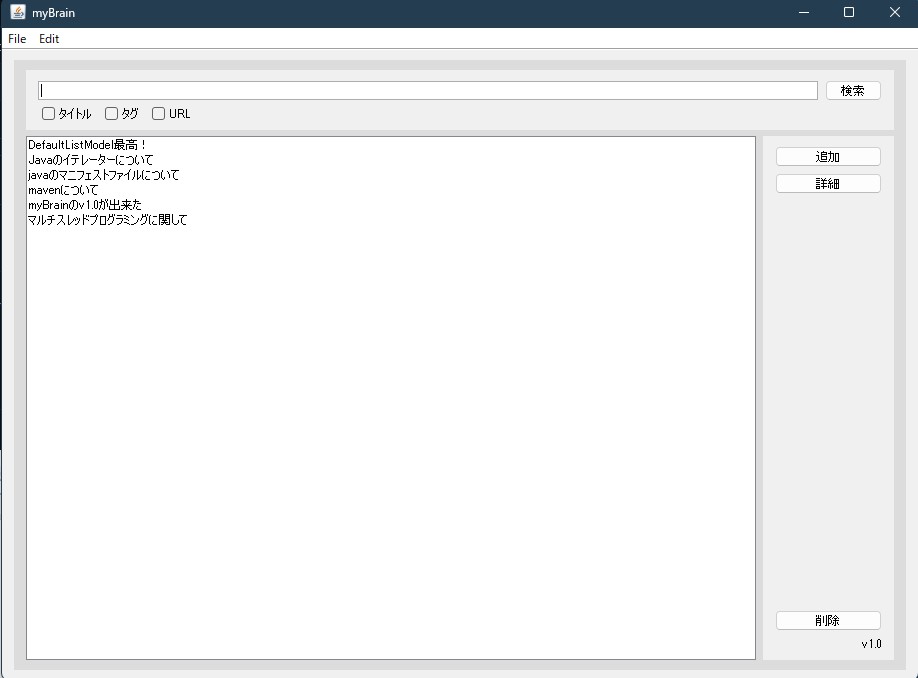 myBrain
File Edit
検索
タイトル タグ URL
DefaultListModel最高！
Javaのイテレーターについて
javaのマニフェストファイルについて
mavenについて
myBrainのv1.0が出来た
マルチスレッドプログラミングに関して
追加
詳細
削除
v1.0